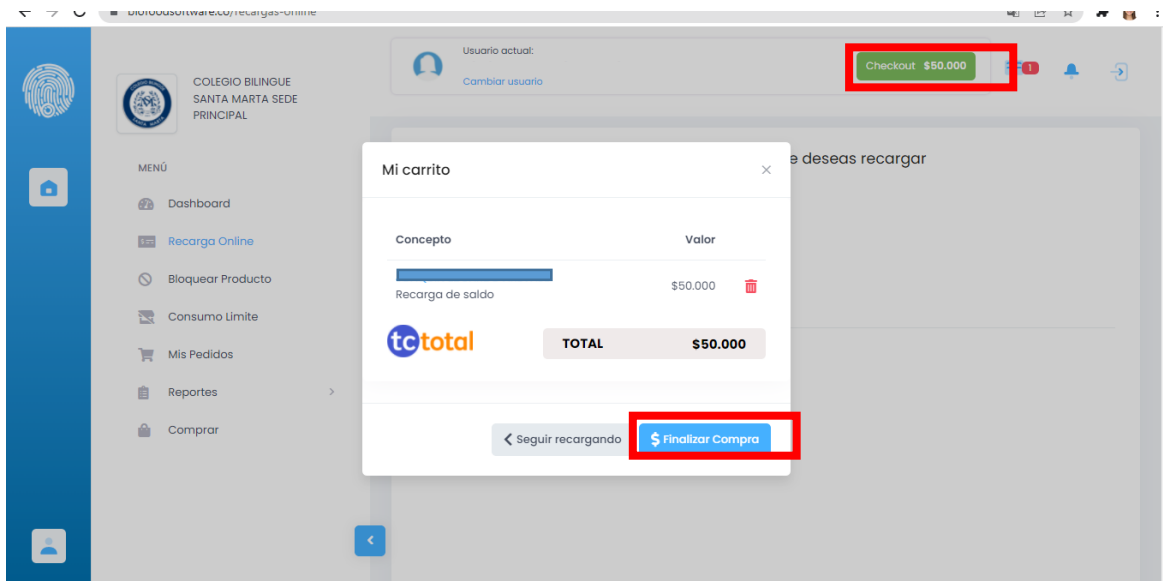 biofoodsoftware.co/recargas-online
Usuario actual:
Cambiar usuario
Checkout $50.000
1
COLEGIO BILINGUE
SANTA MARTA SEDE
PRINCIPAL
MENÚ
Dashboard
Recarga Online
Bloquear Producto
Consumo Limite
Mis Pedidos
Reportes
Comprar
e deseas recargar
Mi carrito
Concepto Valor
Recarga de saldo $50.000
tctotal
TOTAL $50.000
Seguir recargando
$ Finalizar Compra